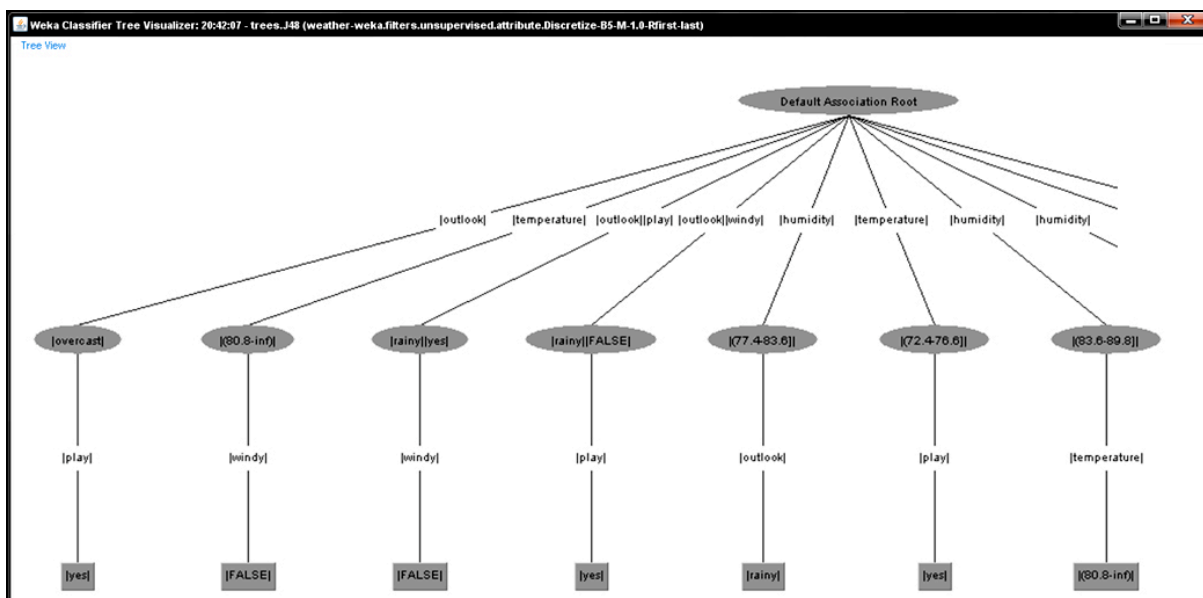 Weka Classifier Tree Visualizer: 20:42:07 - trees.J48 (weather-weka.filters.unsupervised.attribute.Discretize-B5-M-1.0-Rfirst-last)
Tree View
Default Association Root
|outlook| |temperature| |outlook||play| |outlook||windy| |humidity| |temperature| |humidity| |humidity|
|overcast| |(80.8-inf)| |rainy||yes| |rainy||FALSE| |(77.4-83.6]| |(72.4-76.6]| |(83.6-89.8]|
|play| |windy| |windy| |play| |outlook| |play| |temperature|
|yes| |FALSE| |FALSE| |yes| |rainy| |yes| |(80.8-inf)|